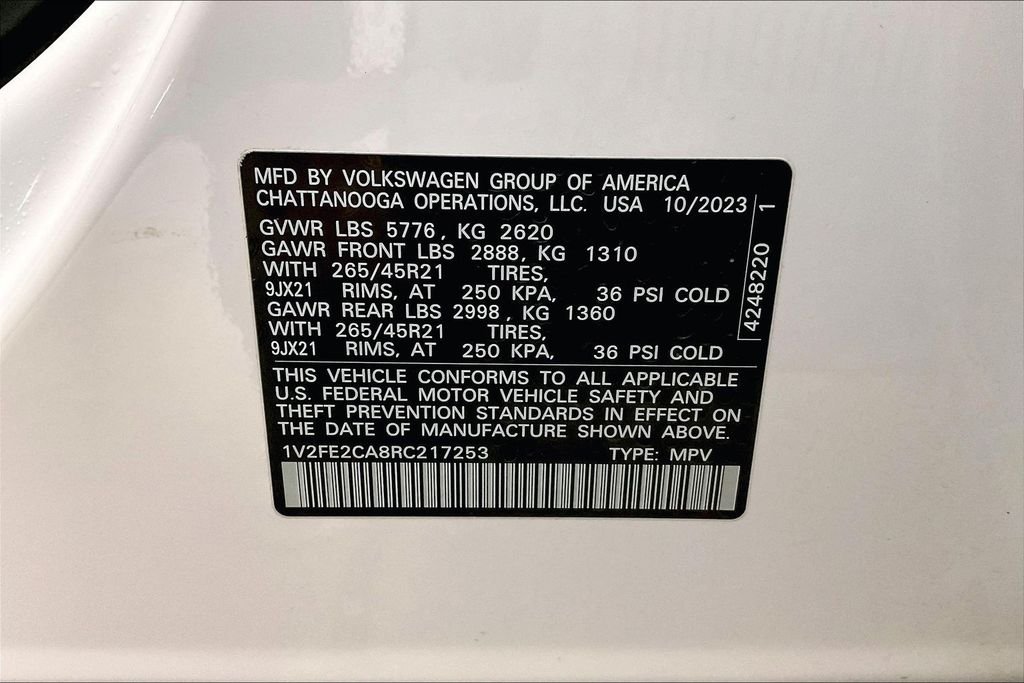 MFD BY VOLKSWAGEN GROUP OF AMERICA
CHATTANOOGA OPERATIONS, LLC. USA 10/2023
GVWR LBS 5776, KG 2620
GAWR FRONT LBS 2888, KG 1310
WITH 265/45R21 TIRES,
9JX21 RIMS, AT 250 KPA, 36 PSI COLD
GAWR REAR LBS 2998, KG 1360
WITH 265/45R21 TIRES,
9JX21 RIMS, AT 250 KPA, 36 PSI COLD
4248220 1
THIS VEHICLE CONFORMS TO ALL APPLICABLE
U.S. FEDERAL MOTOR VEHICLE SAFETY AND
THEFT PREVENTION STANDARDS IN EFFECT ON
THE DATE OF MANUFACTURE SHOWN ABOVE.
1V2FE2CA8RC217253 TYPE: MPV